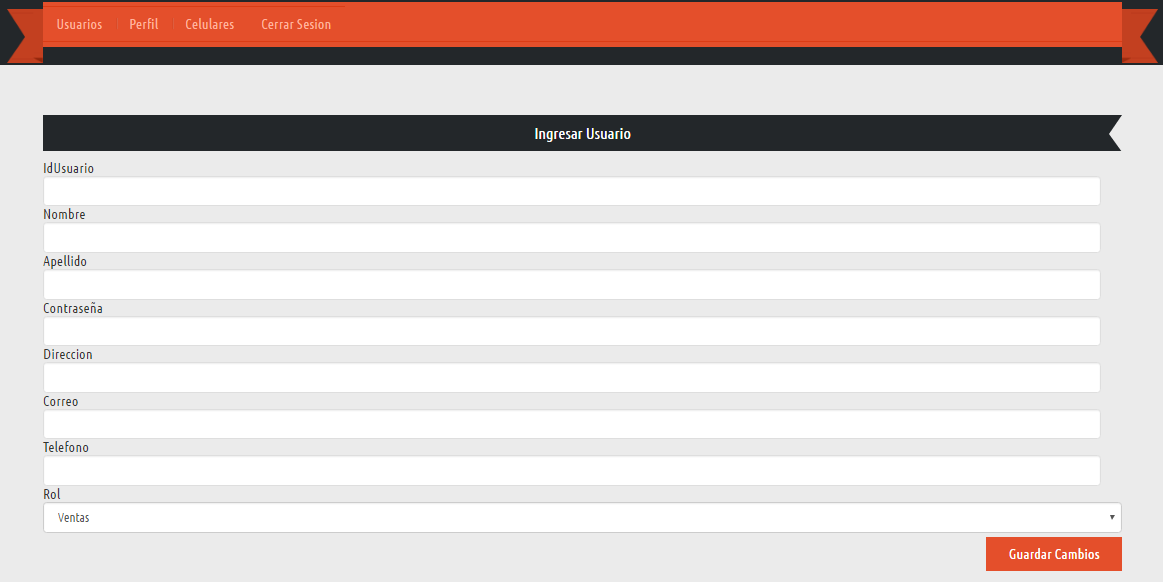 Usuarios Perfil Celulares Cerrar Sesion
Ingresar Usuario
IdUsuario
Nombre
Apellido
Contraseña
Direccion
Correo
Telefono
Rol
Ventas
Guardar Cambios